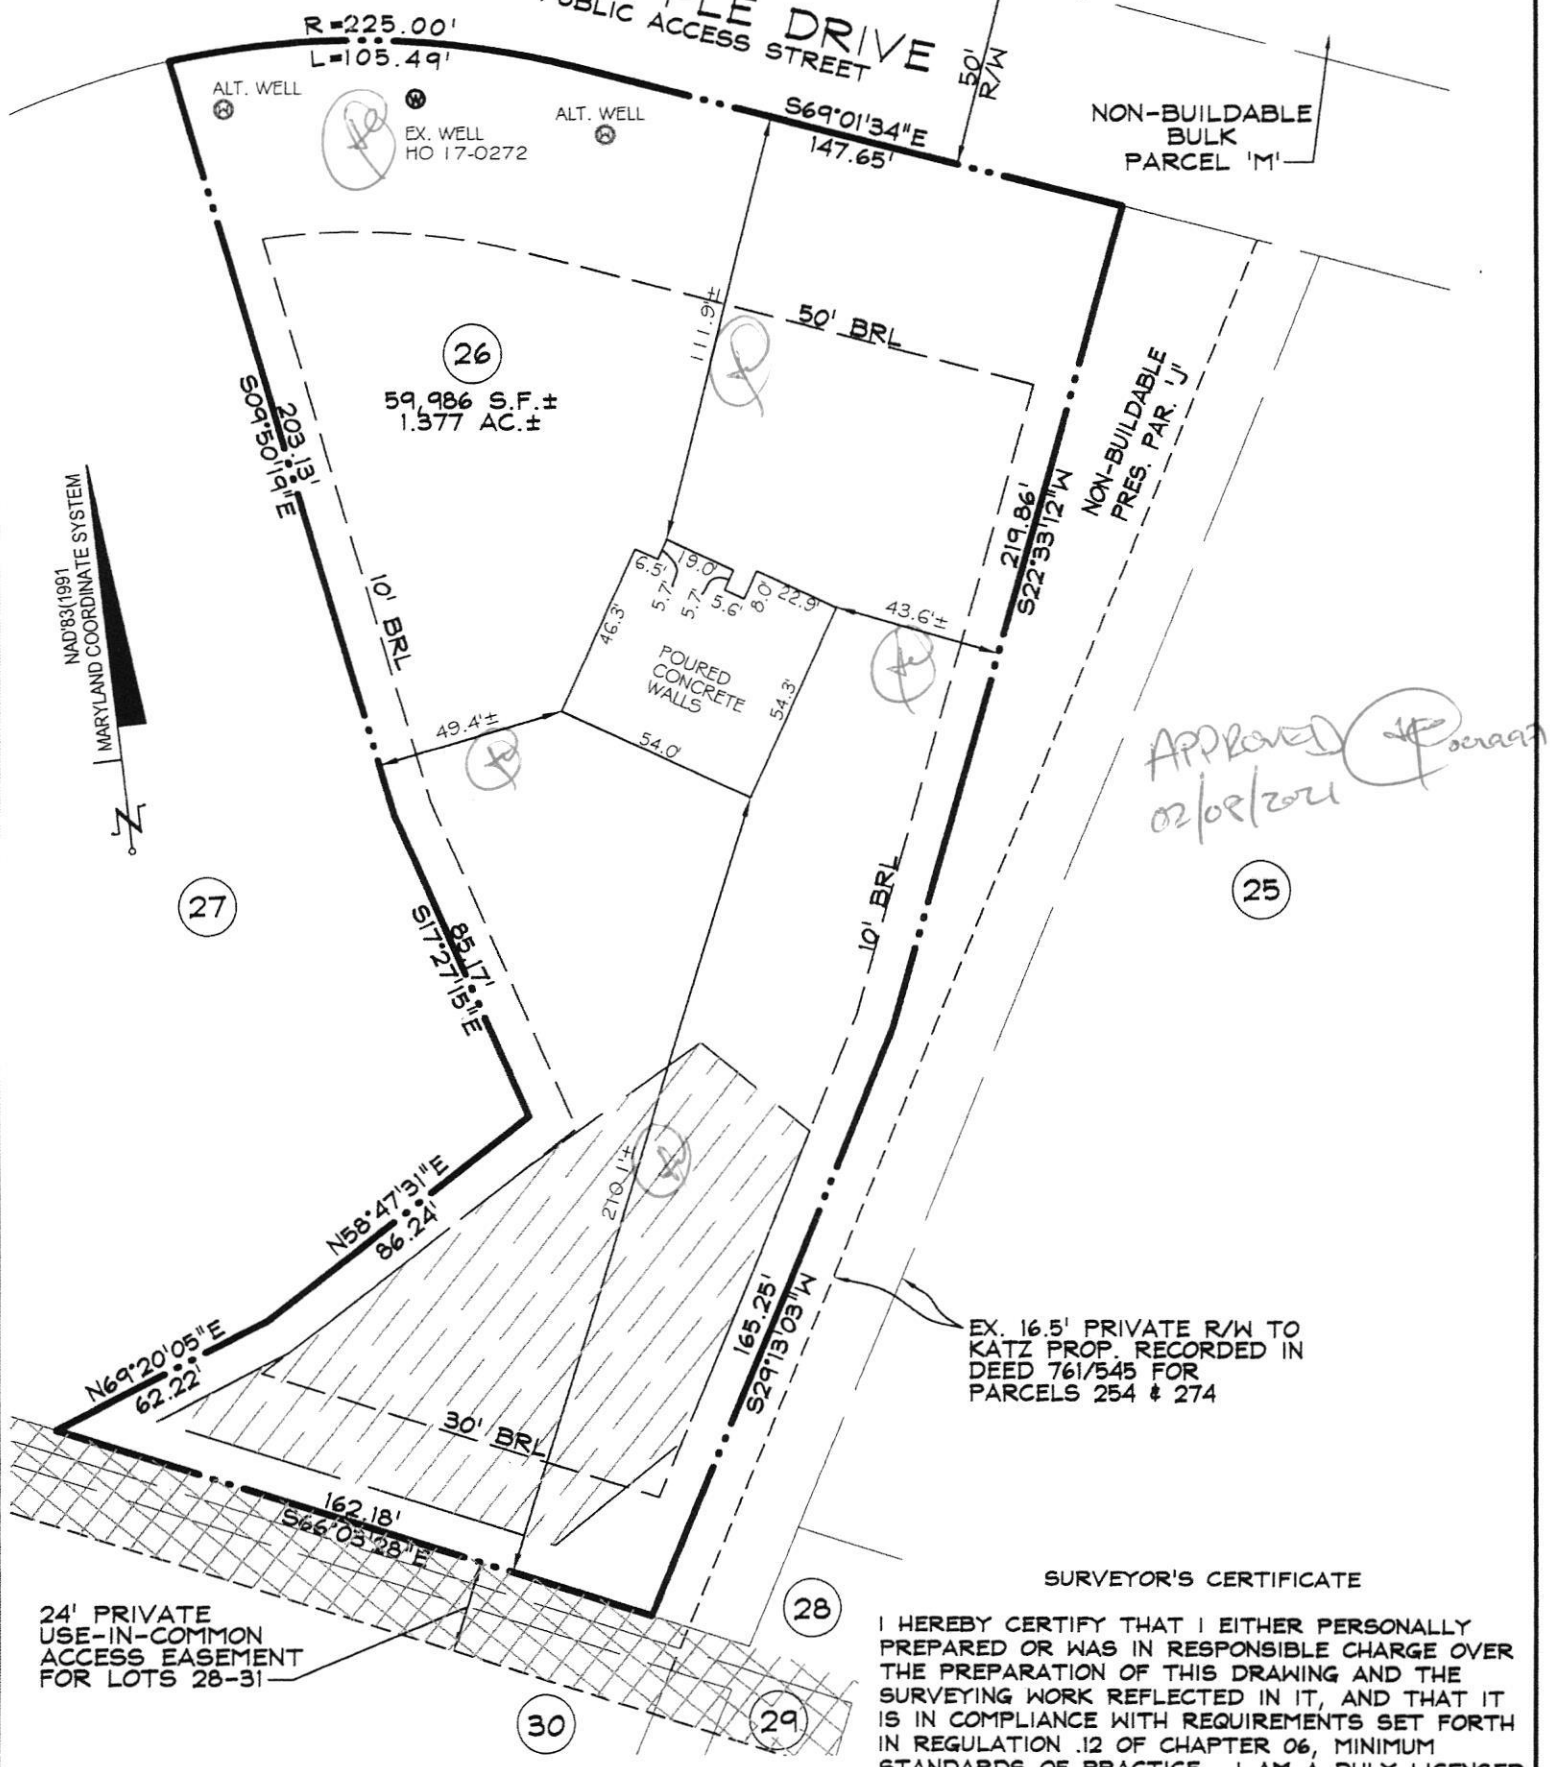 R=225.00'
L=105.49'
DRIVE
PUBLIC ACCESS STREET
50'
R/W
ALT. WELL
W
W
EX. WELL
HO 17-0272
ALT. WELL
W
S69°01'34"E
147.65'
NON-BUILDABLE
BULK
PARCEL 'M'
50' BRL
111.9'±
26
59,986 S.F.±
1.377 AC.±
203.13'
S09°50'19"E
10' BRL
NAD'83(1991
MARYLAND COORDINATE SYSTEM
NON-BUILDABLE
PRES. PAR. 'J'
219.86'
S22°33'12"W
6.5'
19.0'
5.7'
5.7'
5.6'
8.0'
22.9'
46.3'
POURED
CONCRETE
WALLS
54.3'
54.0'
43.6'±
49.4'±
APPROVED
02/08/2021
27
25
10' BRL
85.17'
S17°27'15"E
210.1'±
N58°47'31"E
86.24'
N69°20'05"E
62.22'
165.25'
S29°13'03"W
EX. 16.5' PRIVATE R/W TO
KATZ PROP. RECORDED IN
DEED 761/545 FOR
PARCELS 254 & 274
30' BRL
162.18'
S66°03'28"E
24' PRIVATE
USE-IN-COMMON
ACCESS EASEMENT
FOR LOTS 28-31
28
29
30
SURVEYOR'S CERTIFICATE
I HEREBY CERTIFY THAT I EITHER PERSONALLY
PREPARED OR WAS IN RESPONSIBLE CHARGE OVER
THE PREPARATION OF THIS DRAWING AND THE
SURVEYING WORK REFLECTED IN IT, AND THAT IT
IS IN COMPLIANCE WITH REQUIREMENTS SET FORTH
IN REGULATION .12 OF CHAPTER 06, MINIMUM
STANDARDS OF PRACTICE. I AM A DULY LICENSED